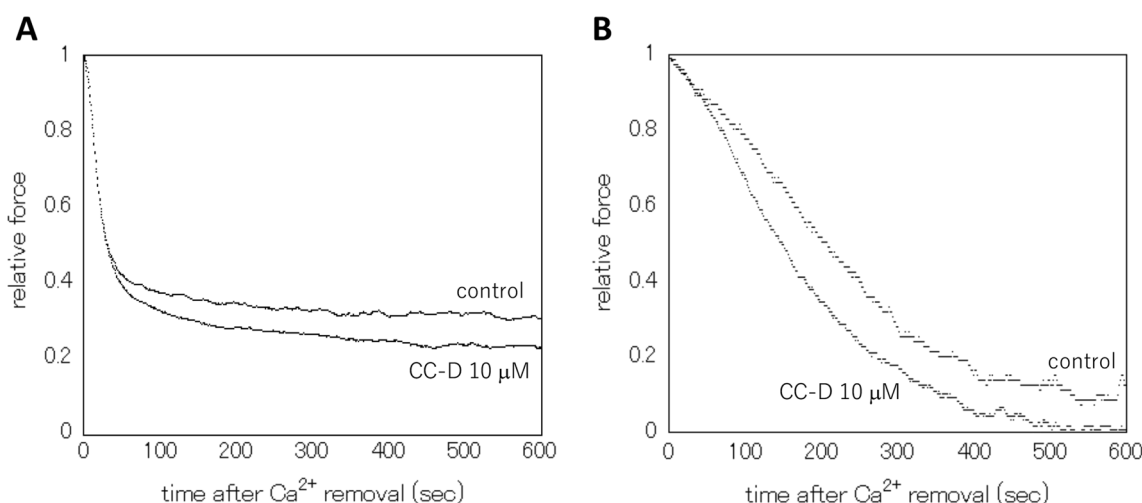 A
relative force
1
0.8
0.6
0.4
0.2
0
control
CC-D 10 μM
0 100 200 300 400 500 600
time after Ca²⁺ removal (sec)
B
relative force
1
0.8
0.6
0.4
0.2
0
control
CC-D 10 μM
0 100 200 300 400 500 600
time after Ca²⁺ removal (sec)